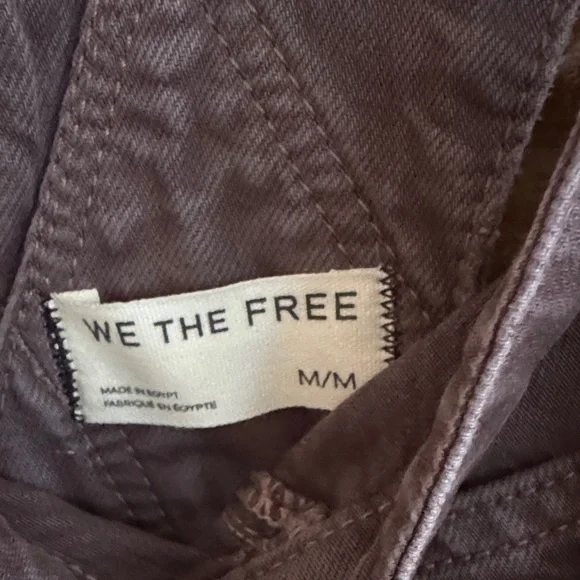 WE THE FREE
M/M
MADE IN EGYPT
FABRIQUÉ EN ÉGYPTE